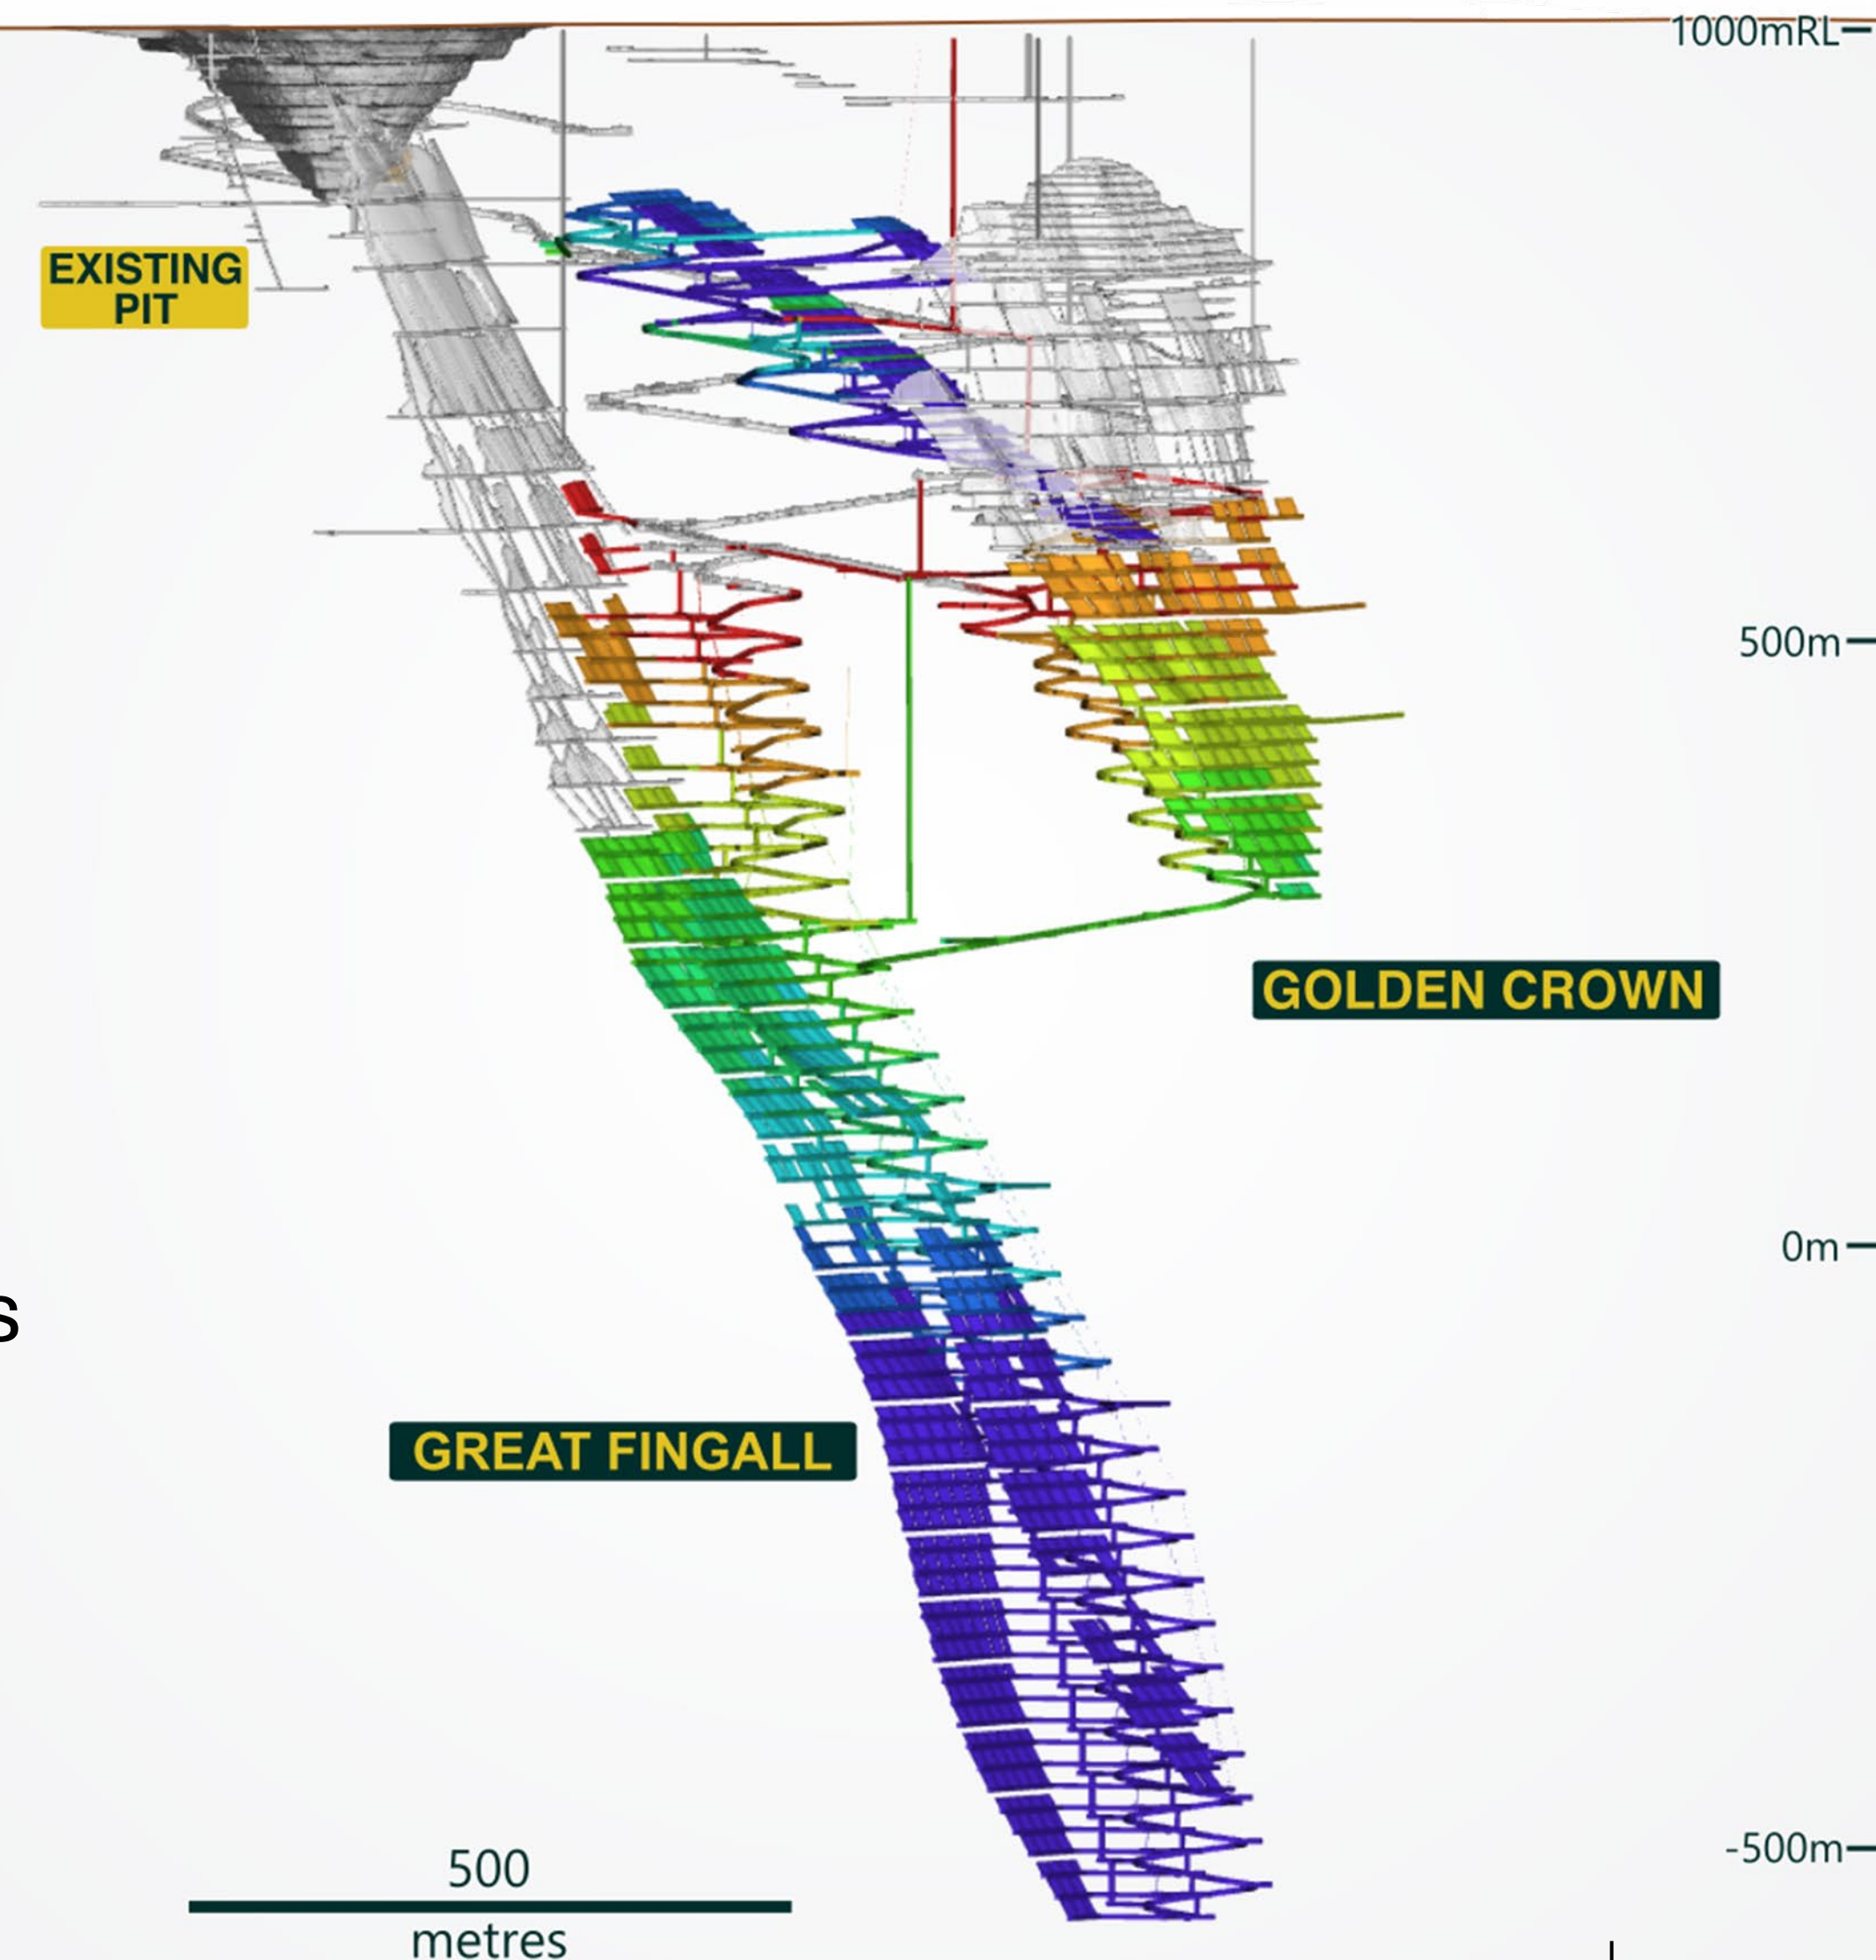 1000mRL
EXISTING
PIT
500m
GOLDEN CROWN
0m
s
GREAT FINGALL
-500m
500
metres